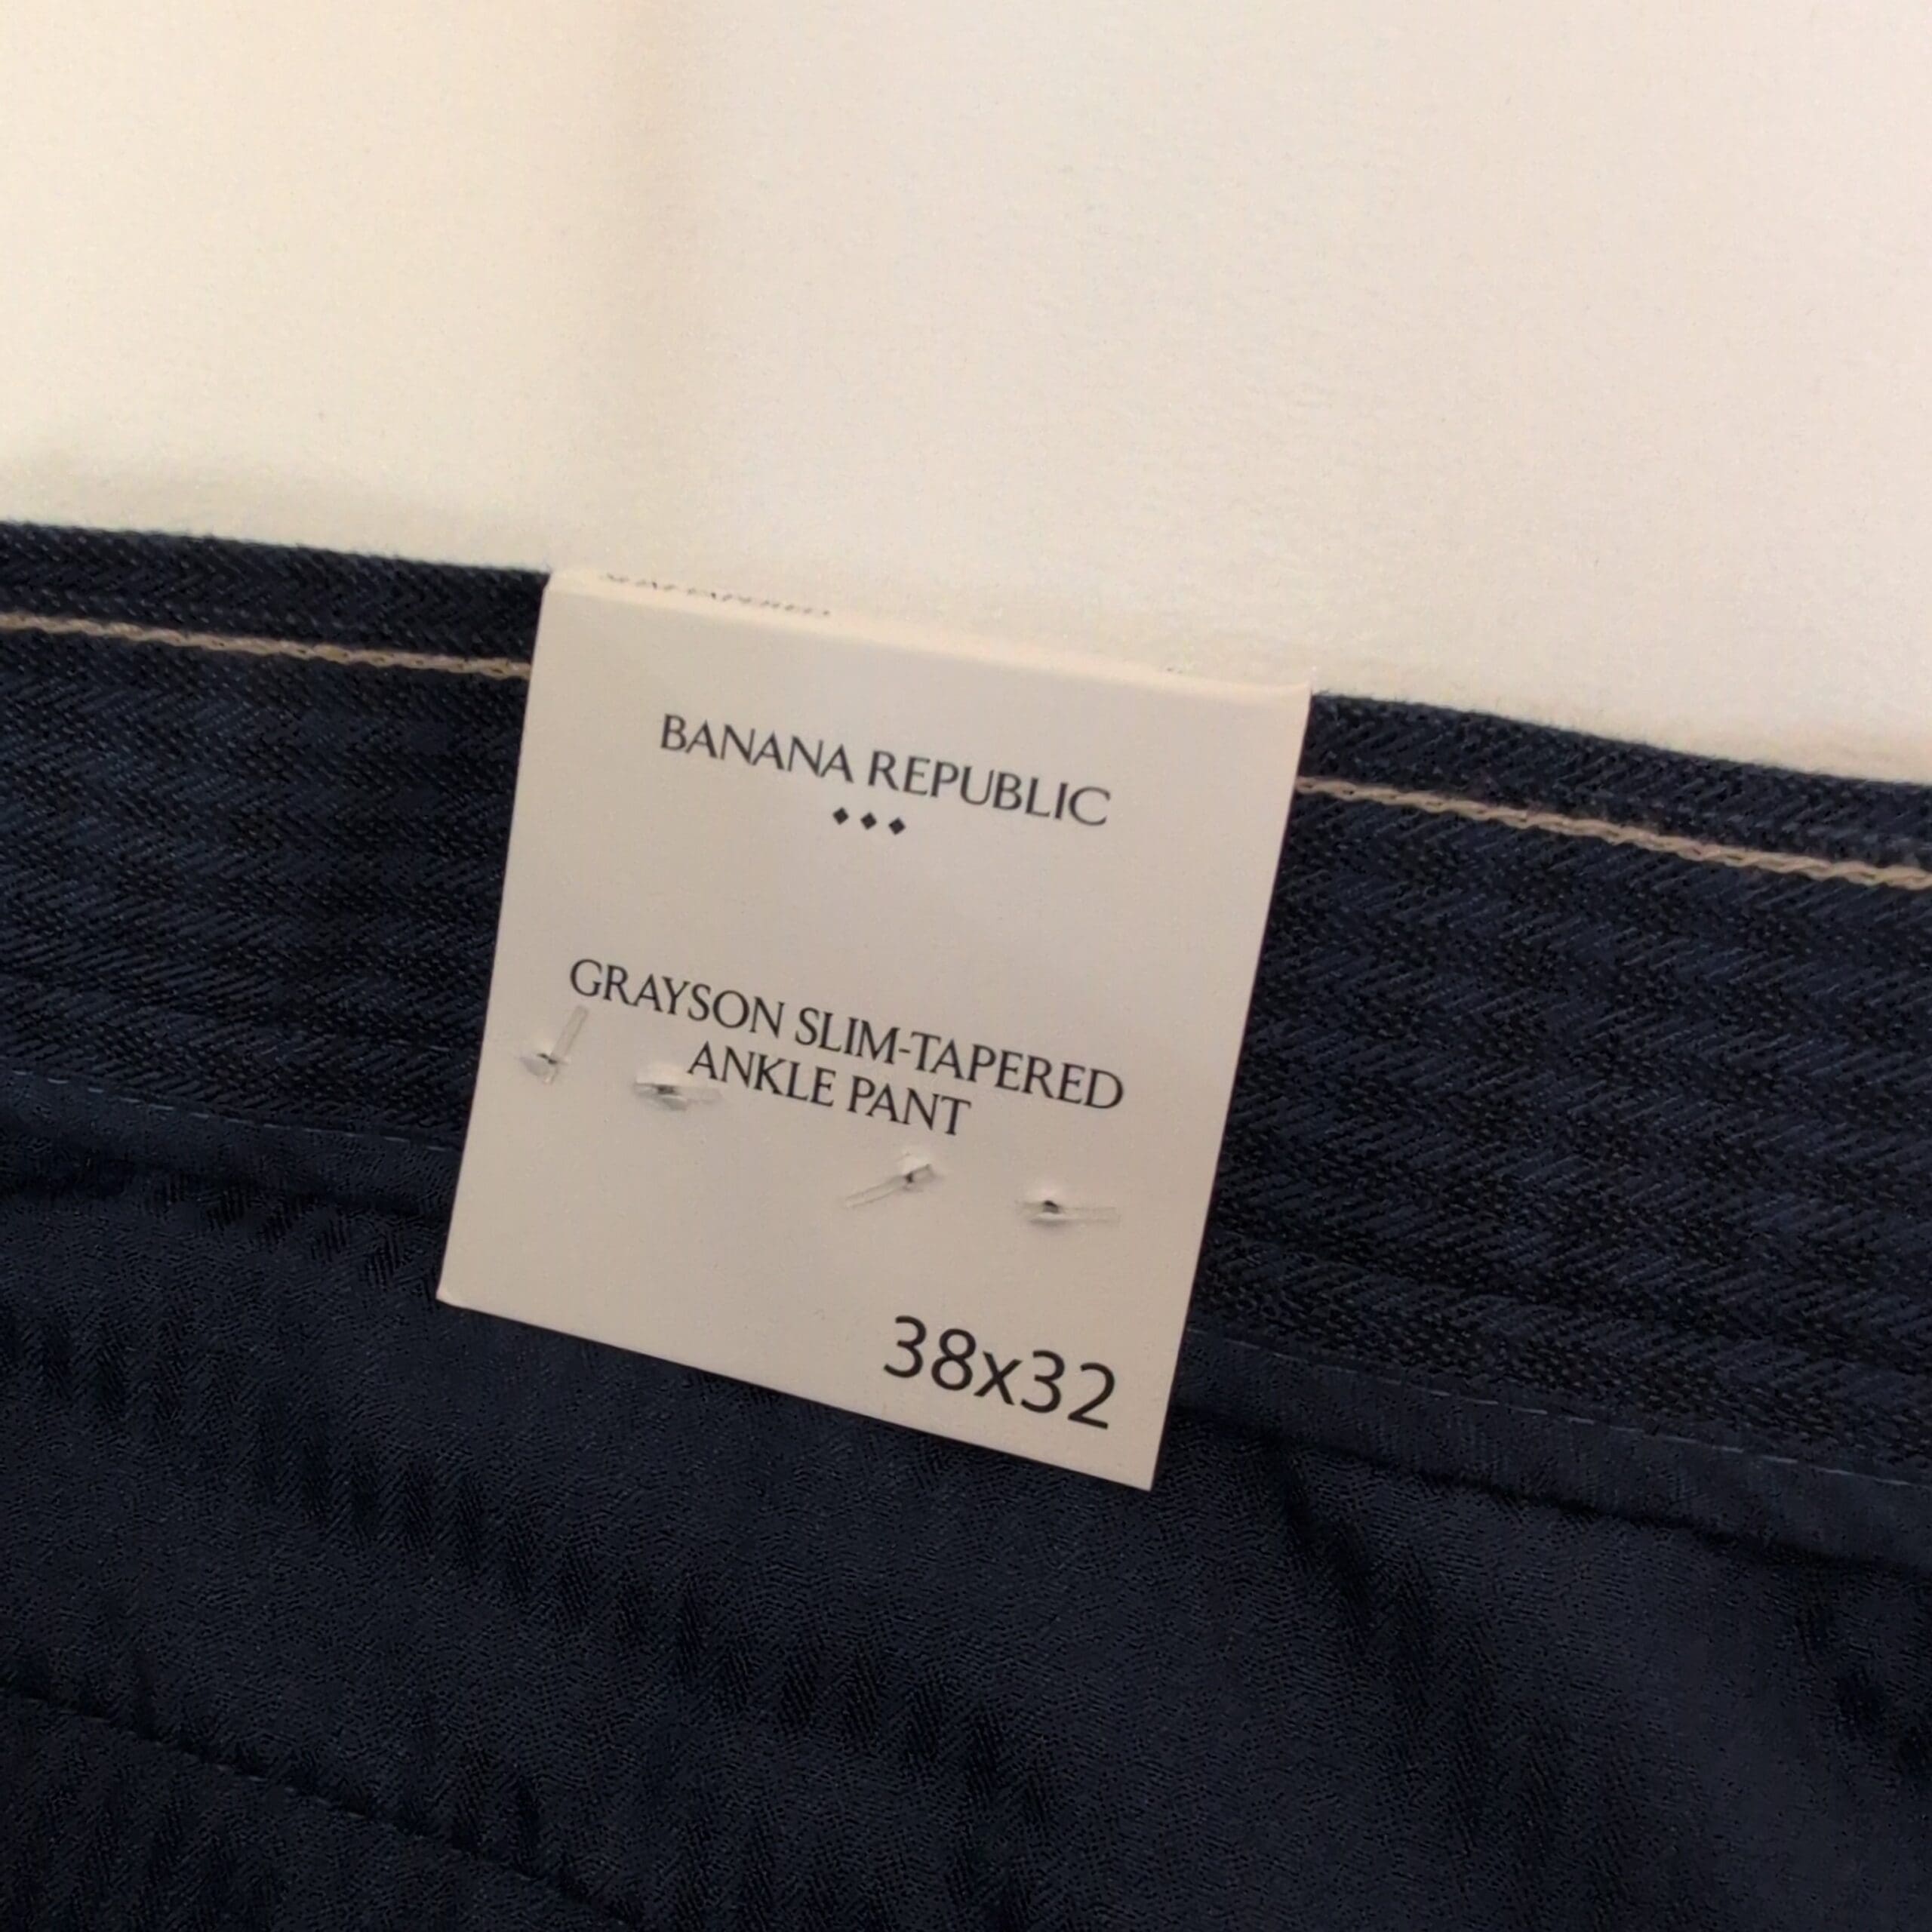 BANANA REPUBLIC
GRAYSON SLIM-TAPERED
ANKLE PANT
38x32